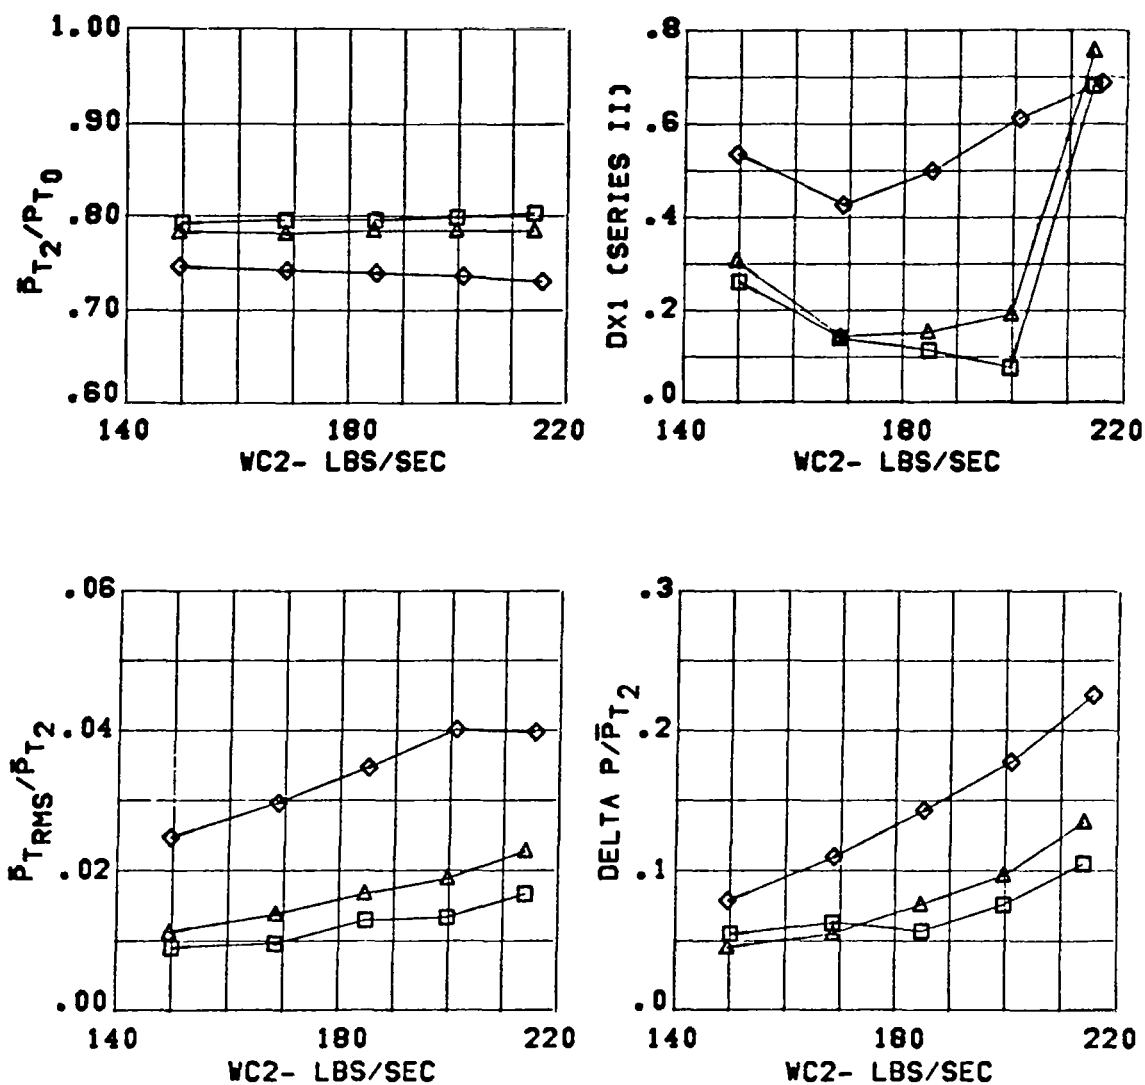 1.00
.90
.80
.70
.60
P̄T2/PT0
140 180 220
WC2- LBS/SEC
.8
.6
.4
.2
.0
DX1 (SERIES II)
140 180 220
WC2- LBS/SEC
.06
.04
.02
.00
P̄TRMS/P̄T2
140 180 220
WC2- LBS/SEC
.3
.2
.1
.0
DELTA P/P̄T2
140 180 220
WC2- LBS/SEC